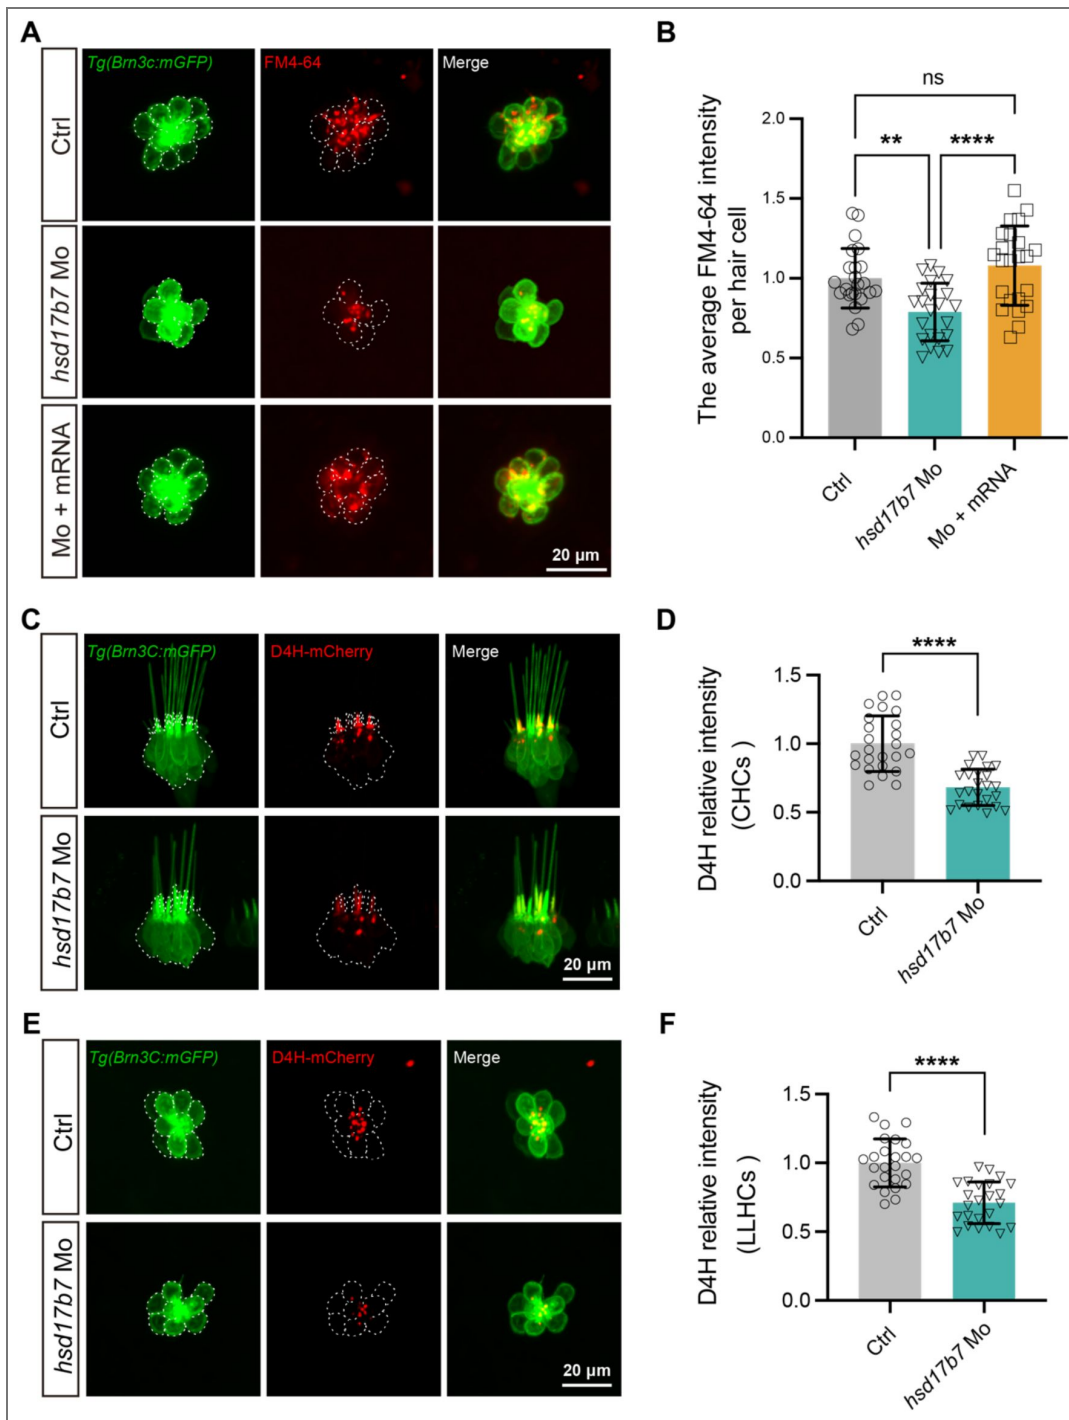 A
Tg(Brn3c:mGFP)
FM4-64
Merge
Ctrl
hsd17b7 Mo
Mo + mRNA
20 µm
B
ns
** ****
The average FM4-64 intensity
per hair cell
2.0
1.5
1.0
0.5
0.0
Ctrl
hsd17b7 Mo
Mo + mRNA
C
Tg(Brn3C:mGFP)
D4H-mCherry
Merge
Ctrl
hsd17b7 Mo
20 µm
D
****
D4H relative intensity
(CHCs )
1.5
1.0
0.5
0.0
Ctrl
hsd17b7 Mo
E
Tg(Brn3C:mGFP)
D4H-mCherry
Merge
Ctrl
hsd17b7 Mo
20 µm
F
****
D4H relative intensity
(LLHCs )
1.5
1.0
0.5
0.0
Ctrl
hsd17b7 Mo